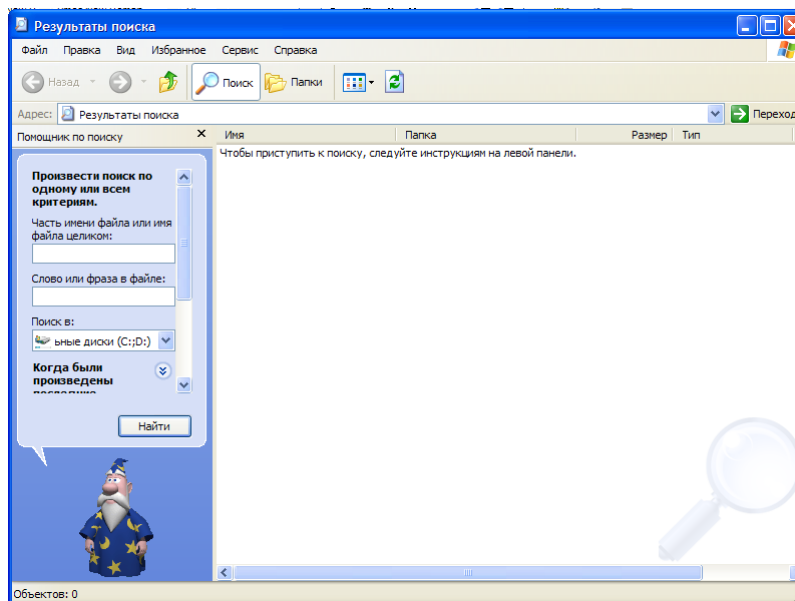 Результаты поиска
Файл Правка Вид Избранное Сервис Справка
Назад Поиск Папки
Адрес: Результаты поиска Переход
Помощник по поиску Имя Папка Размер Тип
Чтобы приступить к поиску, следуйте инструкциям на левой панели.
Произвести поиск по
одному или всем
критериям.
Часть имени файла или имя
файла целиком:
Слово или фраза в файле:
Поиск в:
ьные диски (C:;D:)
Когда были
произведены
последние
Найти
Объектов: 0